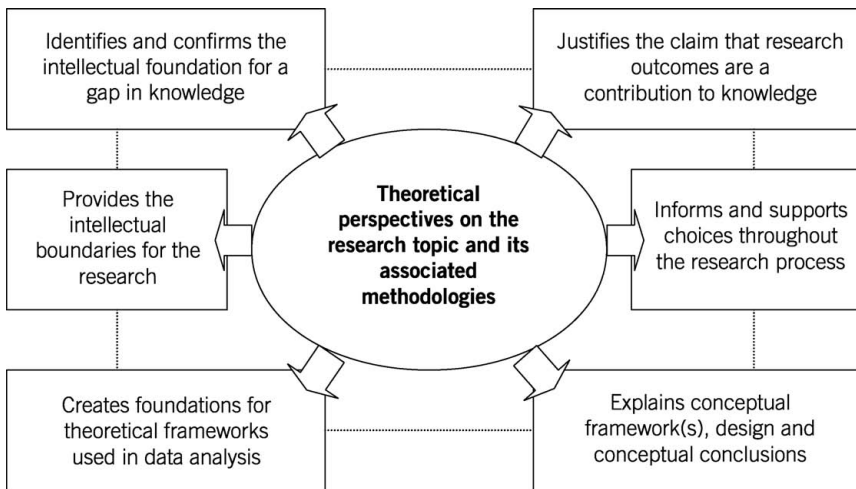 Identifies and confirms the
intellectual foundation for a
gap in knowledge
Justifies the claim that research
outcomes are a
contribution to knowledge
Provides the
intellectual
boundaries for the
research
Theoretical
perspectives on the
research topic and its
associated
methodologies
Informs and supports
choices throughout
the research process
Creates foundations for
theoretical frameworks
used in data analysis
Explains conceptual
framework(s), design and
conceptual conclusions